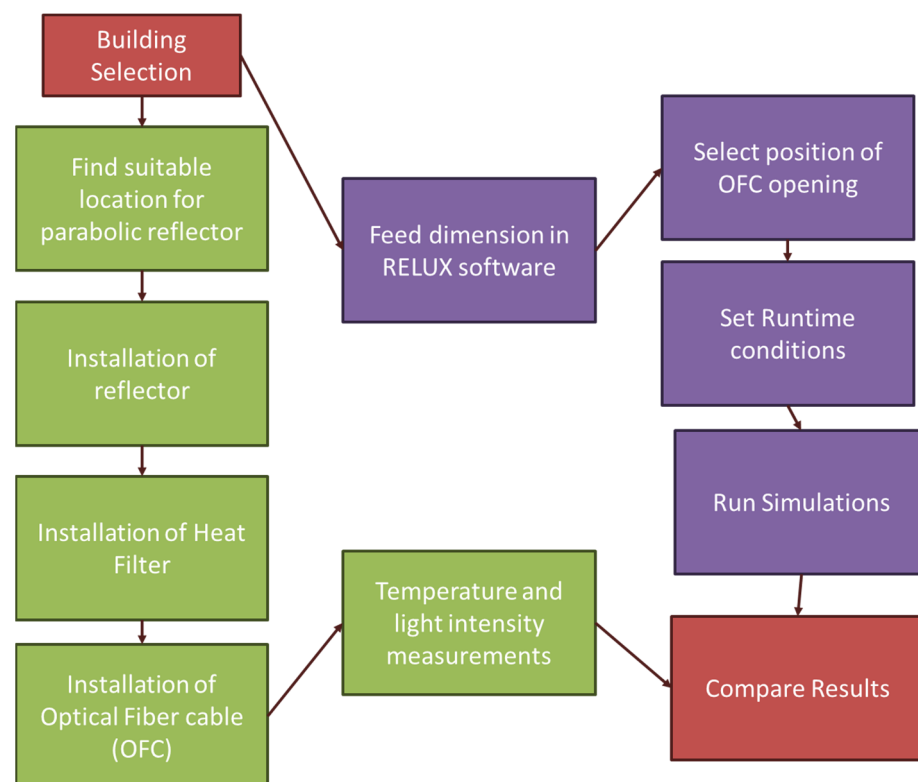 Building
Selection
Find suitable
location for
parabolic reflector
Installation of
reflector
Installation of Heat
Filter
Installation of
Optical Fiber cable
(OFC)
Feed dimension in
RELUX software
Temperature and
light intensity
measurements
Select position of
OFC opening
Set Runtime
conditions
Run Simulations
Compare Results